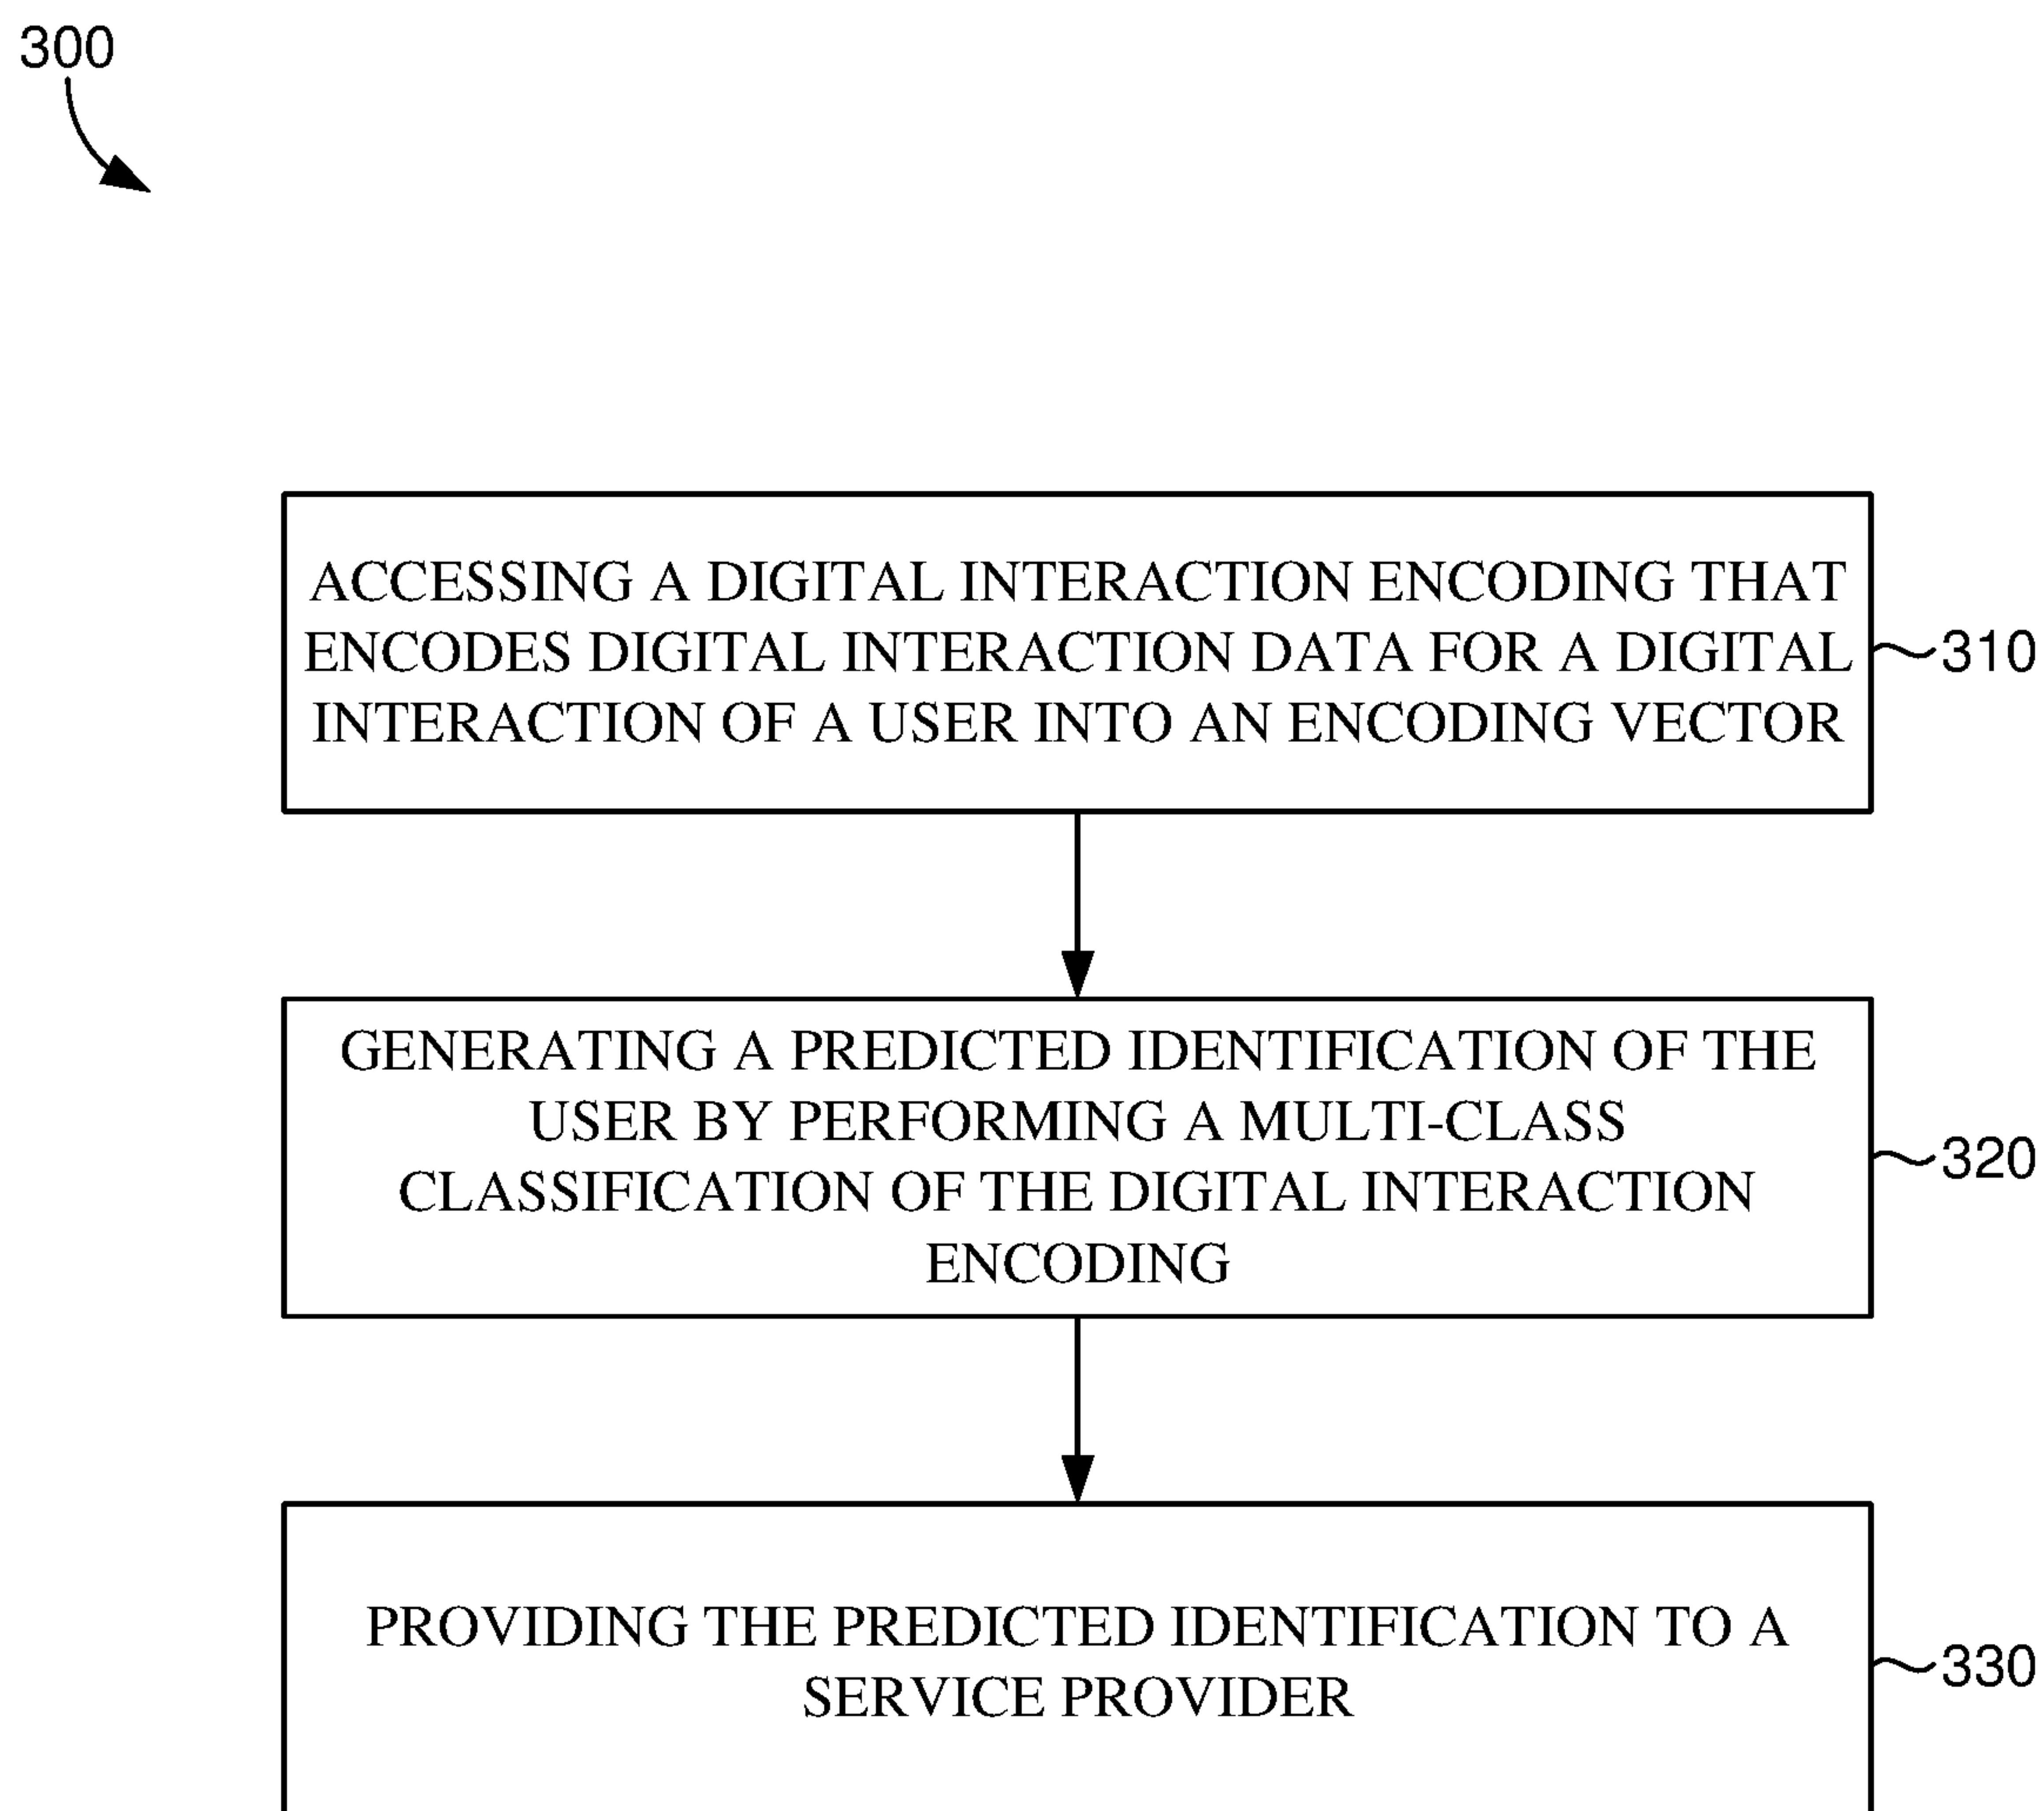 300
ACCESSING A DIGITAL INTERACTION ENCODING THAT
ENCODES DIGITAL INTERACTION DATA FOR A DIGITAL
INTERACTION OF A USER INTO AN ENCODING VECTOR
310
GENERATING A PREDICTED IDENTIFICATION OF THE
USER BY PERFORMING A MULTI-CLASS
CLASSIFICATION OF THE DIGITAL INTERACTION
ENCODING
320
PROVIDING THE PREDICTED IDENTIFICATION TO A
SERVICE PROVIDER
330